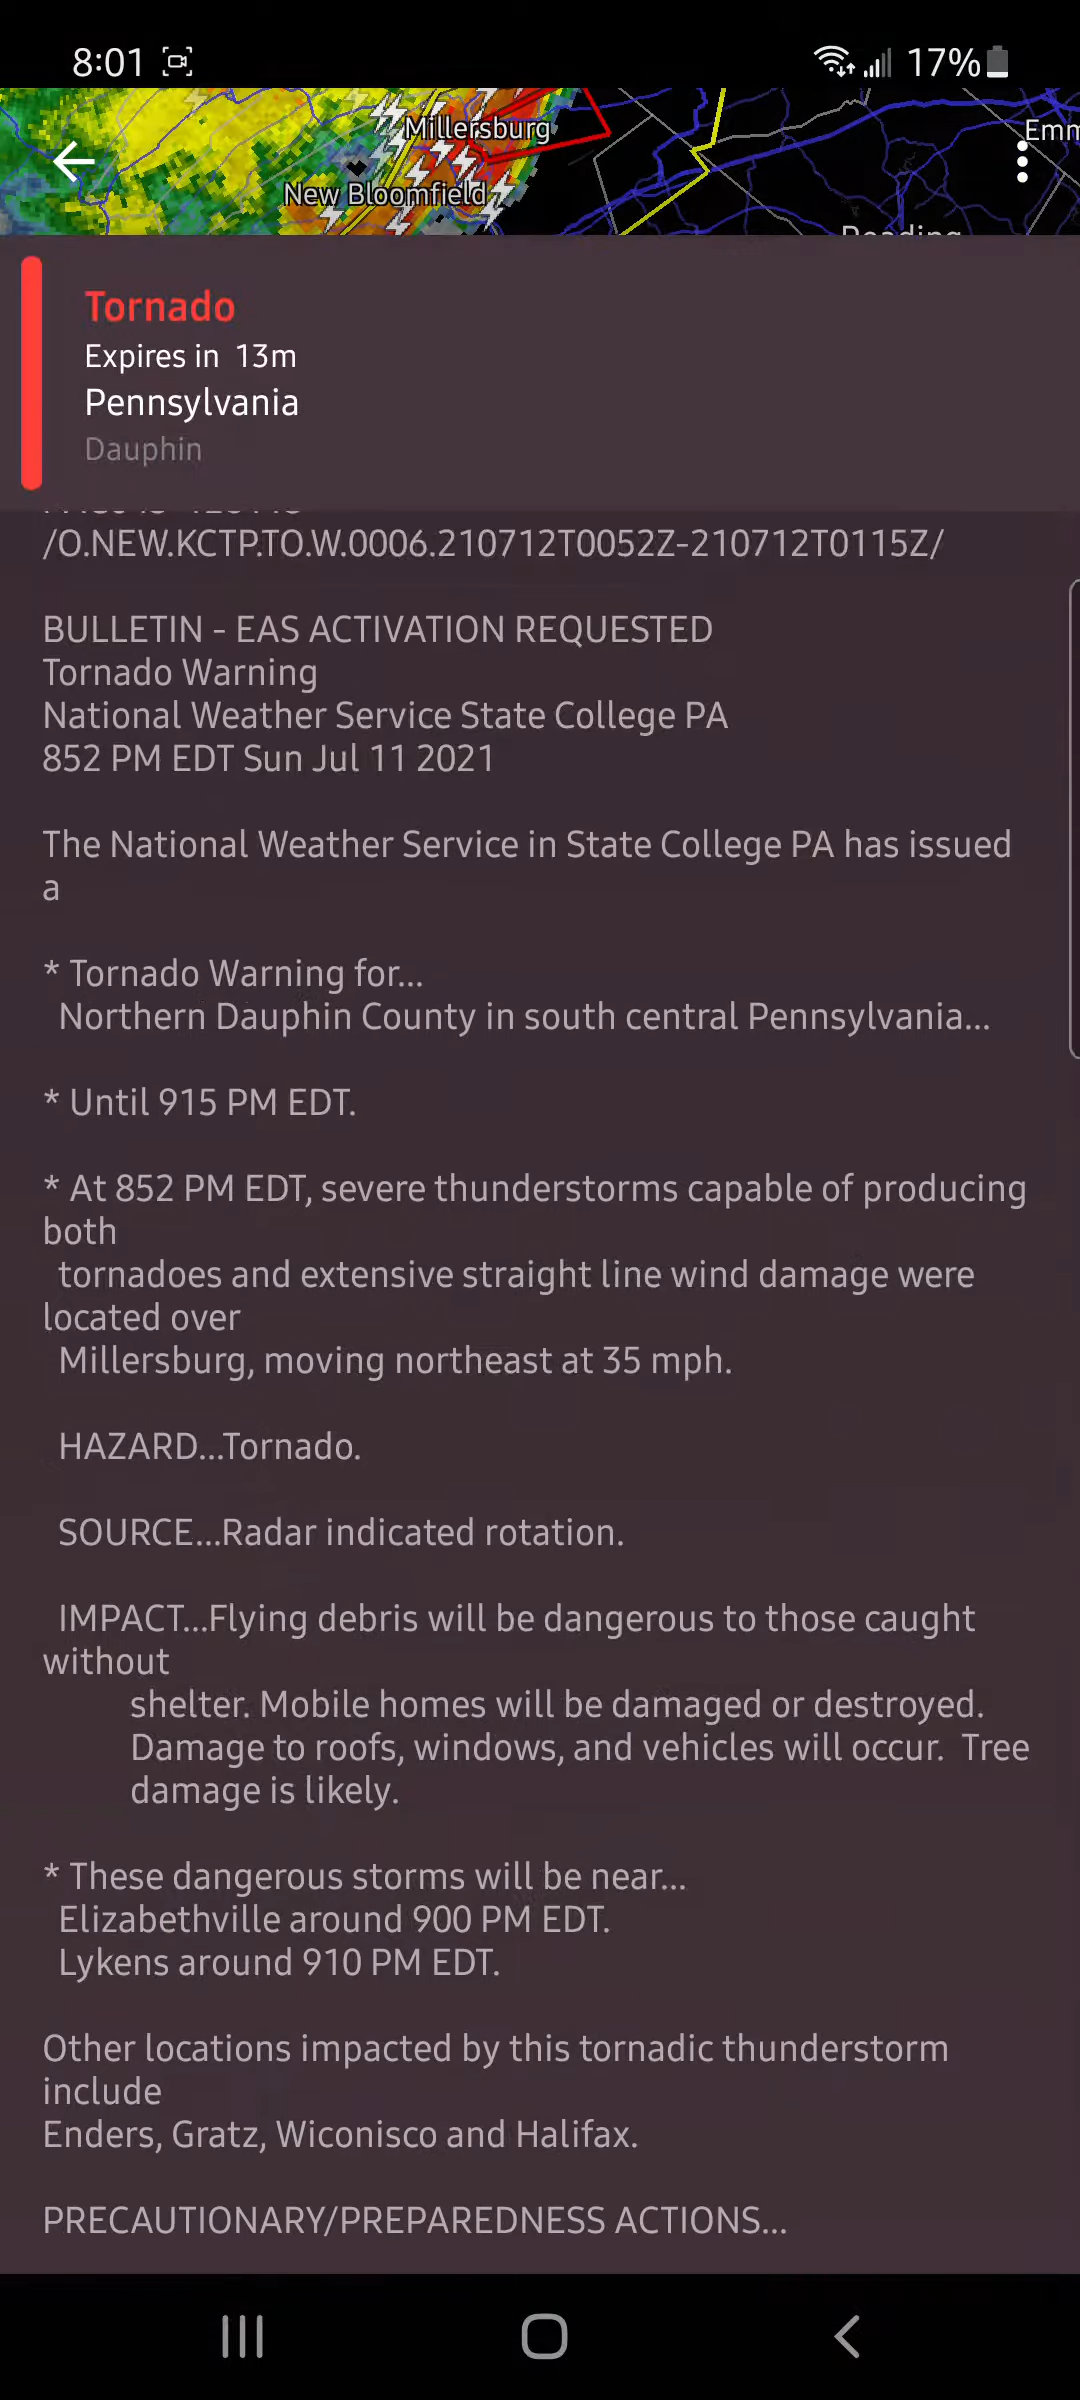 8:01 17%
Millersburg
Emm
New Bloomfield
Reading
Tornado
Expires in 13m
Pennsylvania
Dauphin
/O.NEW.KCTP.TO.W.0006.210712T0052Z-210712T0115Z/
BULLETIN - EAS ACTIVATION REQUESTED
Tornado Warning
National Weather Service State College PA
852 PM EDT Sun Jul 11 2021
The National Weather Service in State College PA has issued
a
* Tornado Warning for...
Northern Dauphin County in south central Pennsylvania...
* Until 915 PM EDT.
* At 852 PM EDT, severe thunderstorms capable of producing
both
tornadoes and extensive straight line wind damage were
located over
Millersburg, moving northeast at 35 mph.
HAZARD...Tornado.
SOURCE...Radar indicated rotation.
IMPACT...Flying debris will be dangerous to those caught
without
shelter. Mobile homes will be damaged or destroyed.
Damage to roofs, windows, and vehicles will occur. Tree
damage is likely.
* These dangerous storms will be near...
Elizabethville around 900 PM EDT.
Lykens around 910 PM EDT.
Other locations impacted by this tornadic thunderstorm
include
Enders, Gratz, Wiconisco and Halifax.
PRECAUTIONARY/PREPAREDNESS ACTIONS...